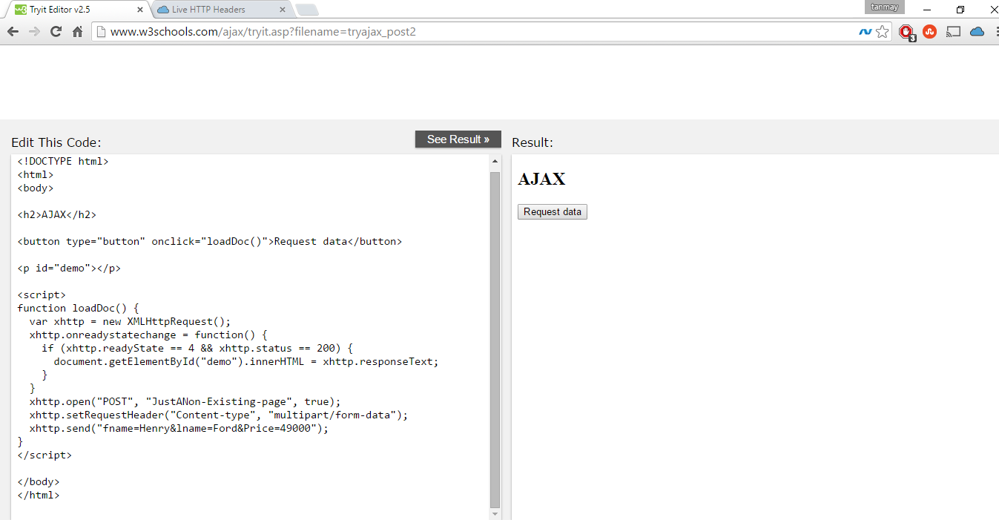 w3 Tryit Editor v2.5
Live HTTP Headers
tanmay
www.w3schools.com/ajax/tryit.asp?filename=tryajax_post2
3
Edit This Code:
See Result »
Result:
<!DOCTYPE html>
<html>
<body>
<h2>AJAX</h2>
<button type="button" onclick="loadDoc()">Request data</button>
<p id="demo"></p>
<script>
function loadDoc() {
  var xhttp = new XMLHttpRequest();
  xhttp.onreadystatechange = function() {
    if (xhttp.readyState == 4 && xhttp.status == 200) {
      document.getElementById("demo").innerHTML = xhttp.responseText;
    }
  }
  xhttp.open("POST", "JustANon-Existing-page", true);
  xhttp.setRequestHeader("Content-type", "multipart/form-data");
  xhttp.send("fname=Henry&lname=Ford&Price=49000");
}
</script>
</body>
</html>
AJAX
Request data